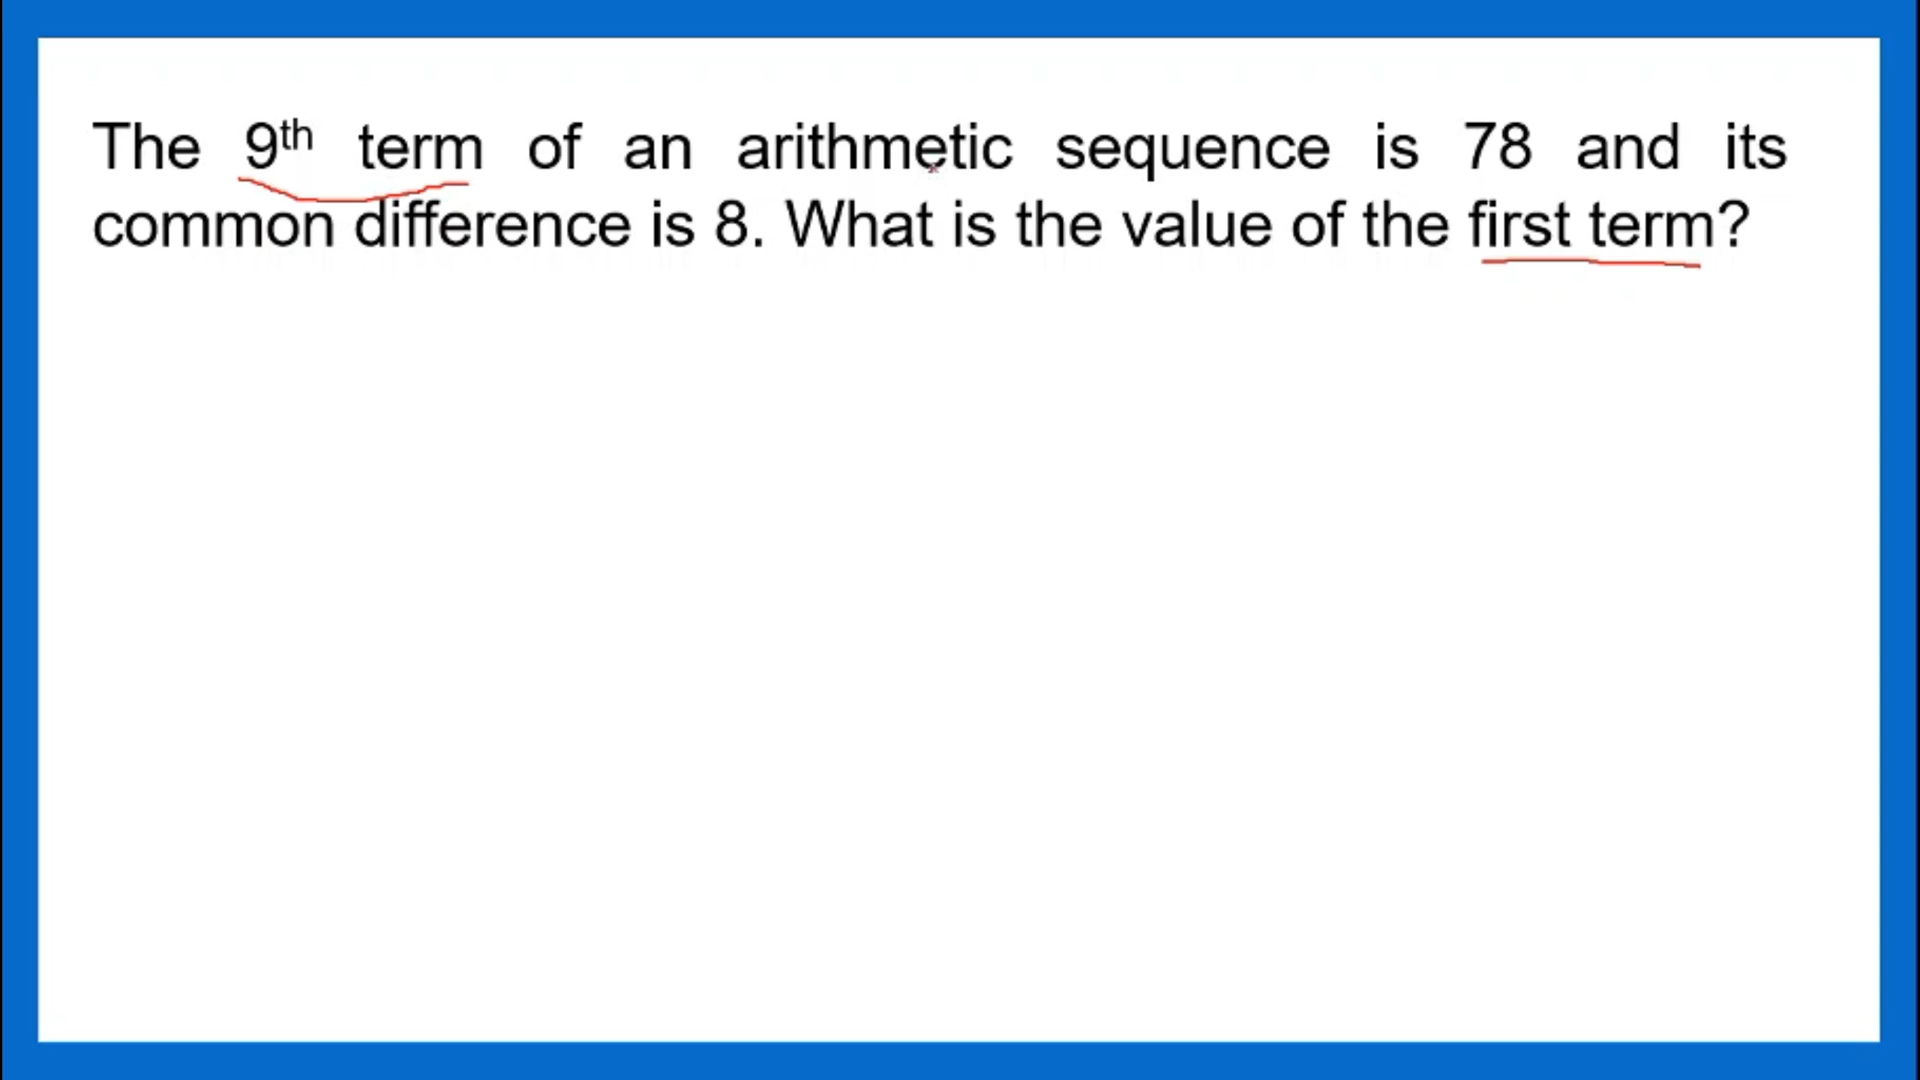 The 9th term of an arithmetic sequence is 78 and its
common difference is 8. What is the value of the first term?